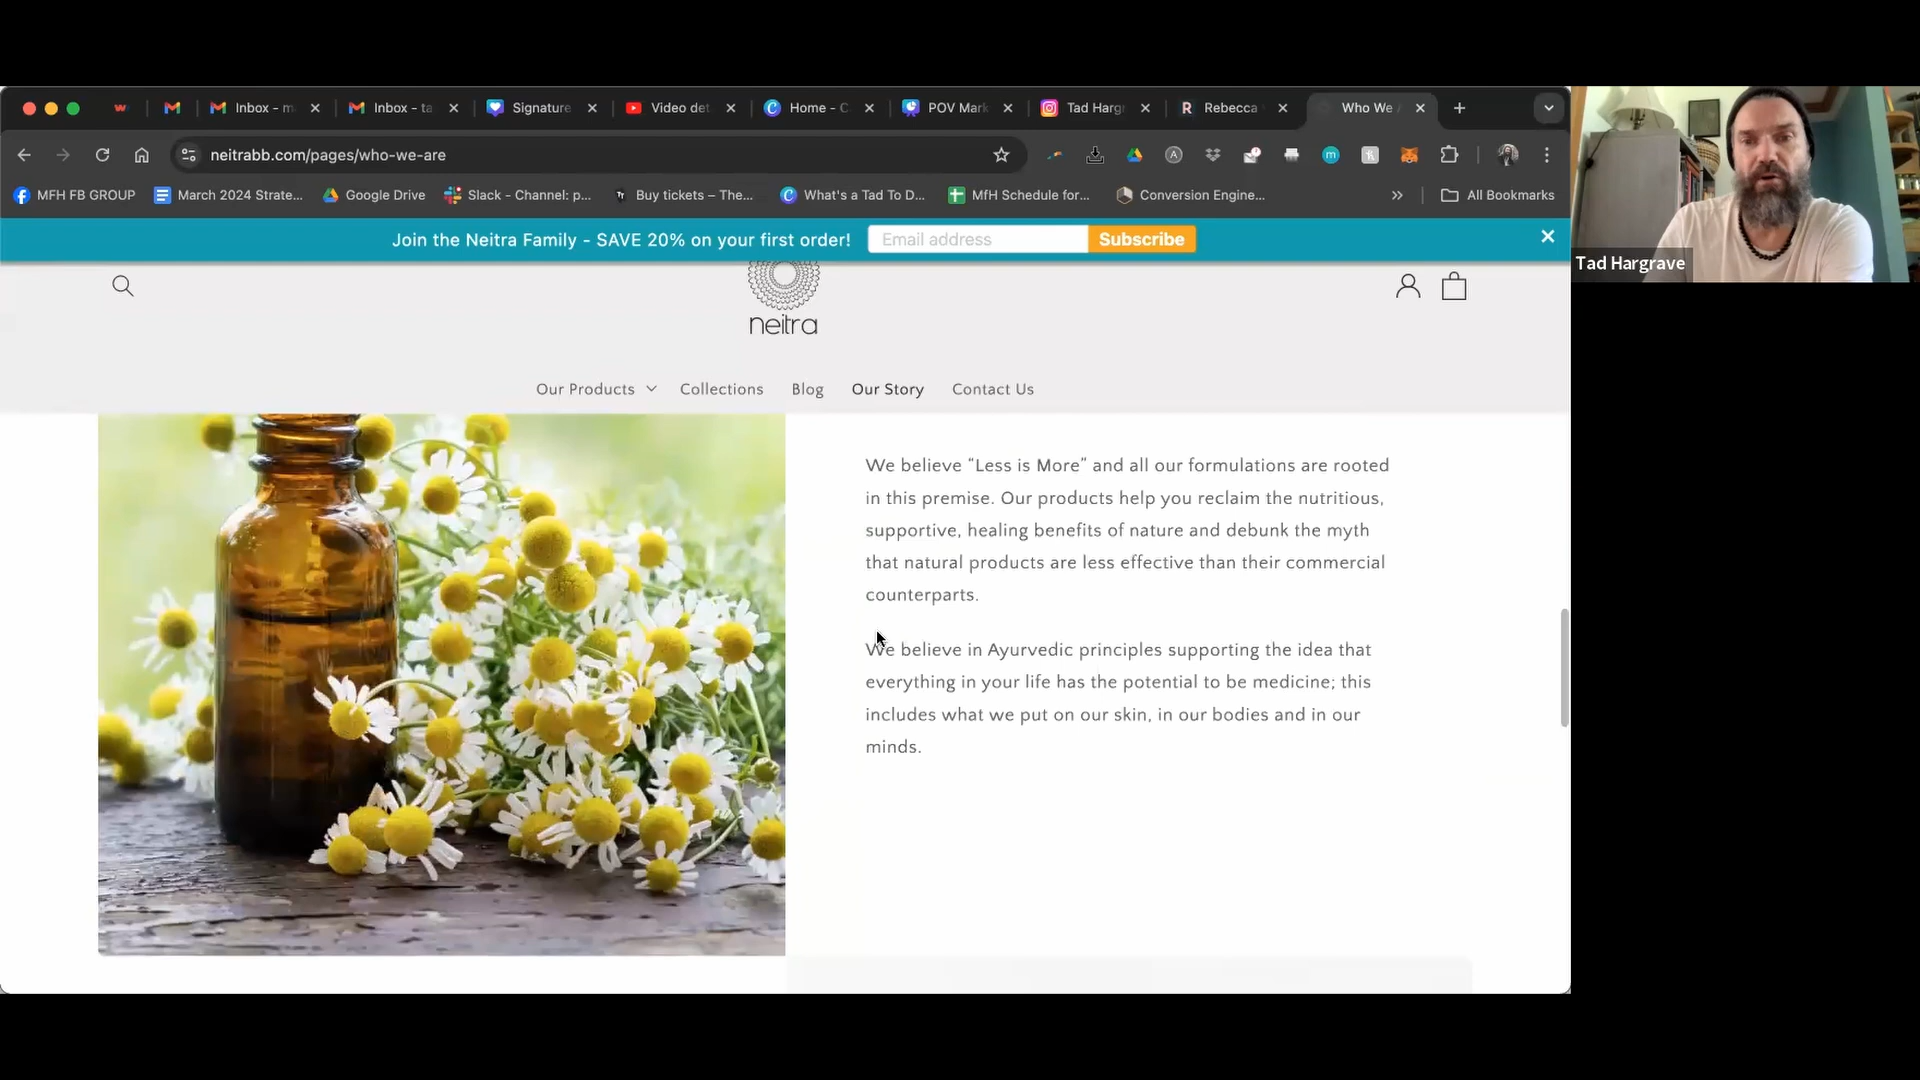 Inbox - m
Inbox - ta
Signature
Video det
Home - C
POV Mark
Tad Hargr
Rebecca
Who We A
neitrabb.com/pages/who-we-are
MFH FB GROUP
March 2024 Strate...
Google Drive
Slack - Channel: p...
Buy tickets – The...
What's a Tad To D...
MfH Schedule for...
Conversion Engine...
All Bookmarks
Join the Neitra Family - SAVE 20% on your first order!
Email address
Subscribe
Tad Hargrave
neitra
Our Products
Collections
Blog
Our Story
Contact Us
We believe “Less is More” and all our formulations are rooted
in this premise. Our products help you reclaim the nutritious,
supportive, healing benefits of nature and debunk the myth
that natural products are less effective than their commercial
counterparts.
We believe in Ayurvedic principles supporting the idea that
everything in your life has the potential to be medicine; this
includes what we put on our skin, in our bodies and in our
minds.